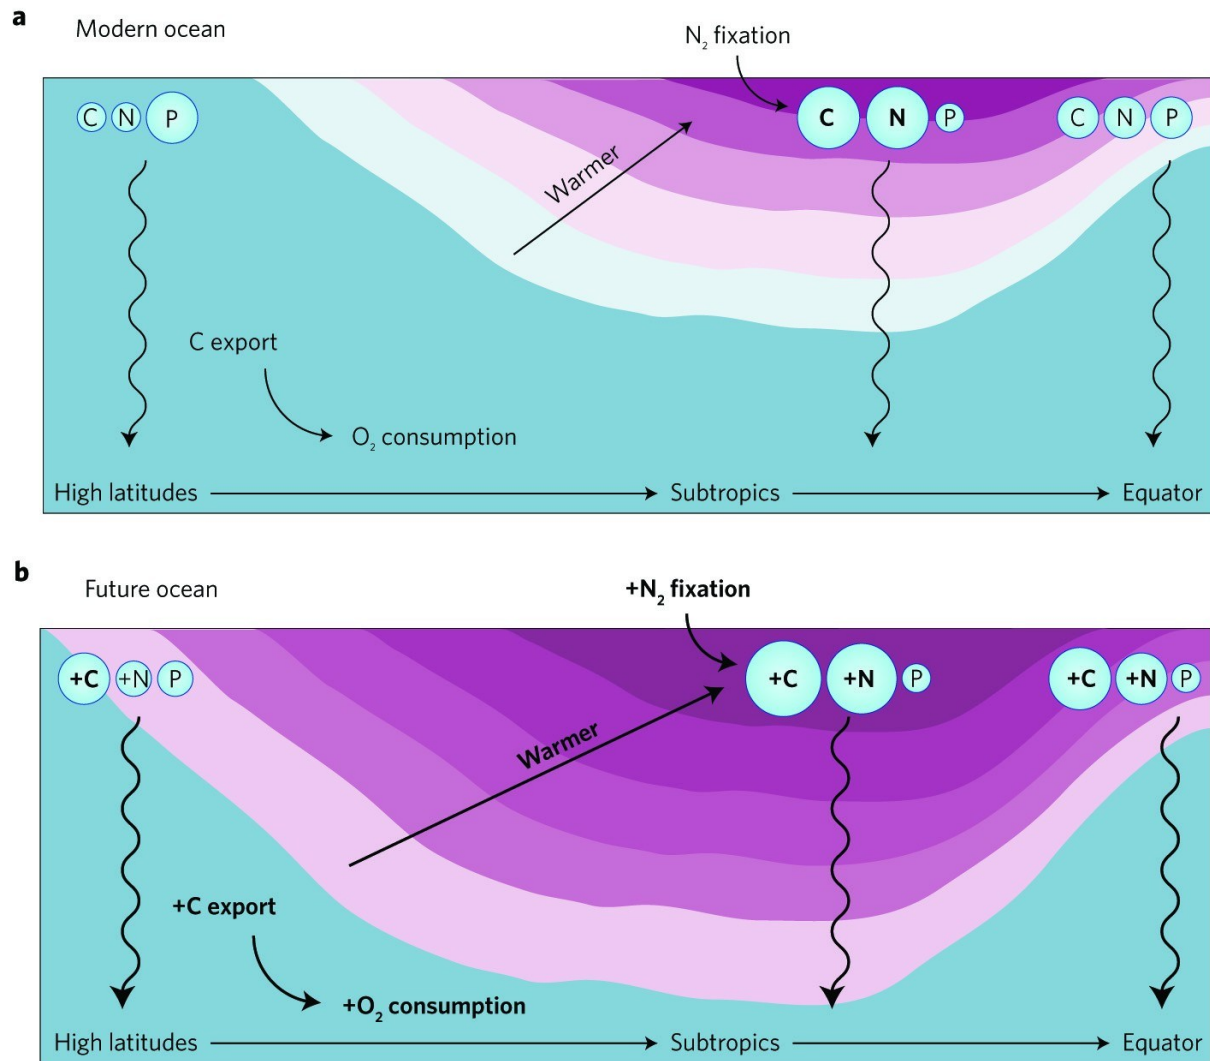 a
Modern ocean
N₂ fixation
C N P
C N P
C N P
Warmer
C export
O₂ consumption
High latitudes
Subtropics
Equator
b
Future ocean
+N₂ fixation
+C +N P
+C +N P
+C +N P
Warmer
+C export
+O₂ consumption
High latitudes
Subtropics
Equator